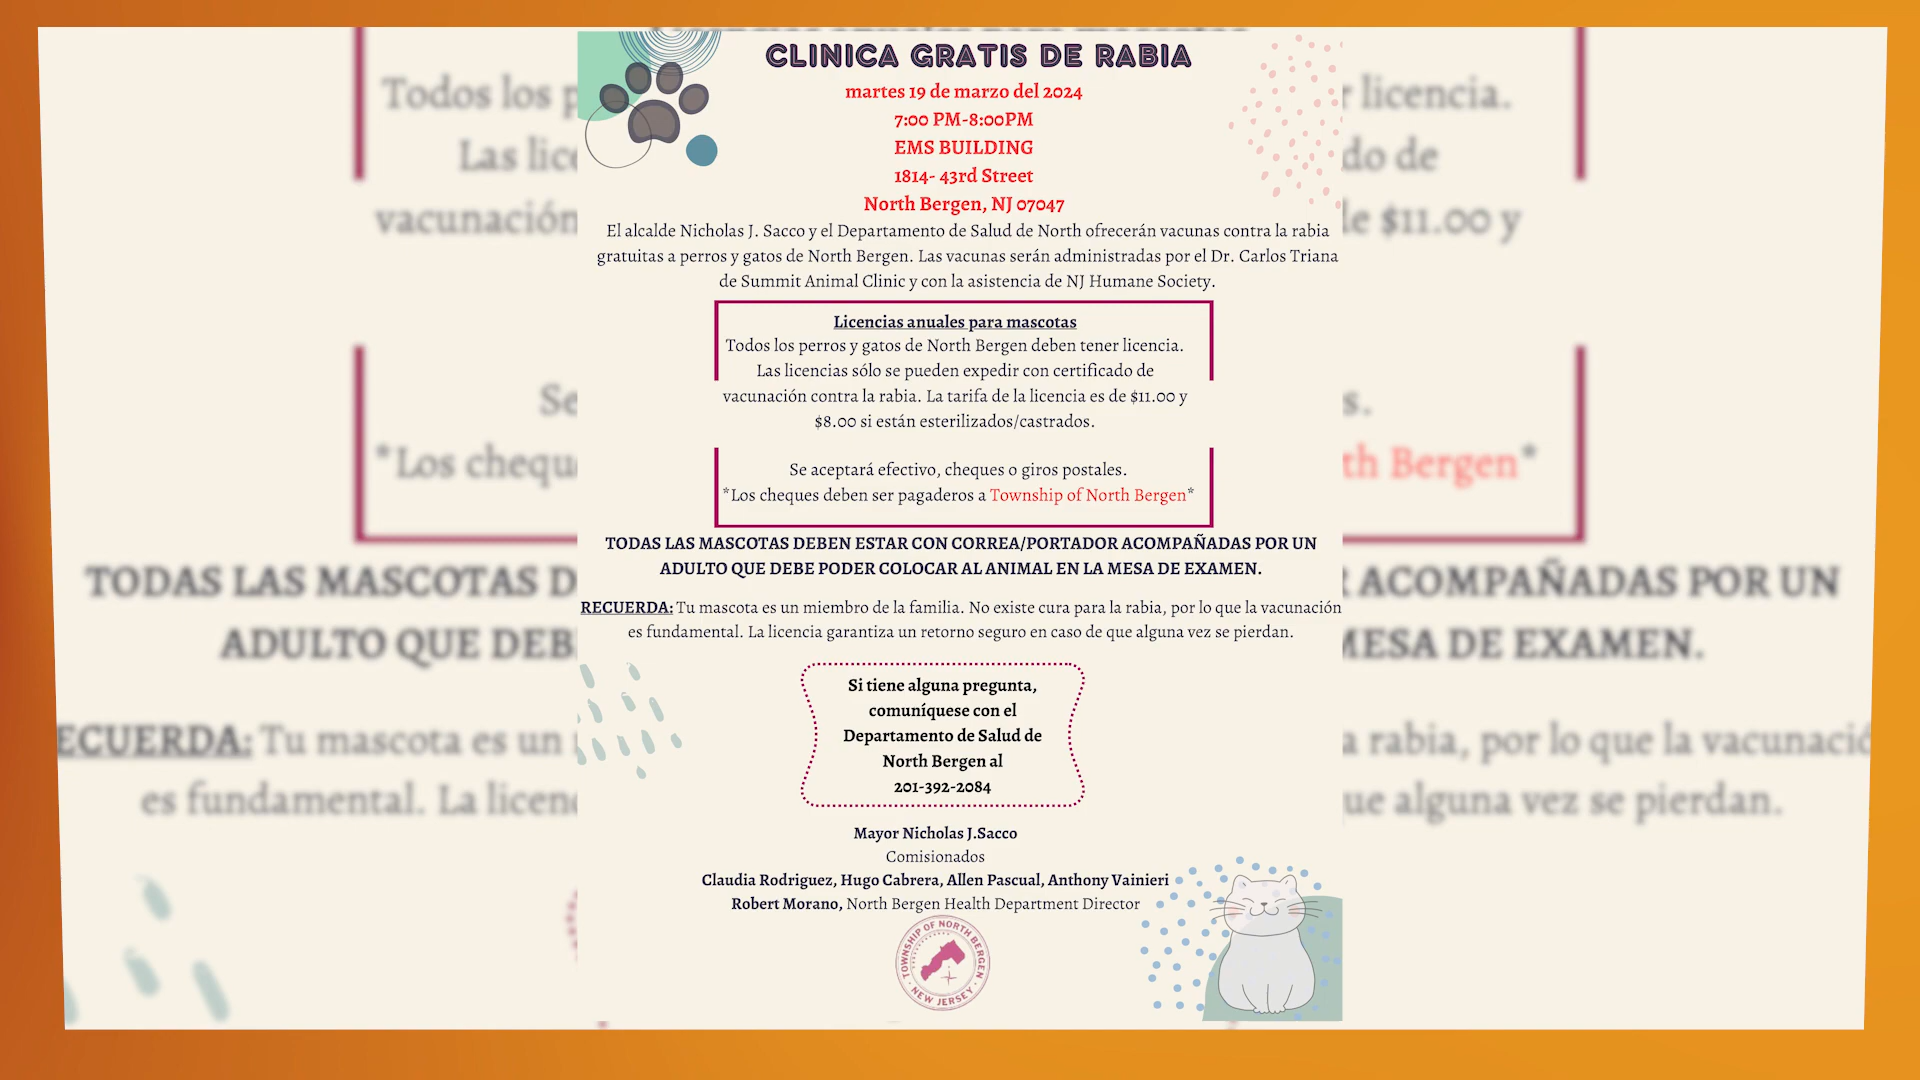 CLINICA GRATIS DE RABIA
martes 19 de marzo del 2024
7:00 PM-8:00PM
EMS BUILDING
1814- 43rd Street
North Bergen, NJ 07047
El alcalde Nicholas J. Sacco y el Departamento de Salud de North ofrecerán vacunas contra la rabia
gratuitas a perros y gatos de North Bergen. Las vacunas serán administradas por el Dr. Carlos Triana
de Summit Animal Clinic y con la asistencia de NJ Humane Society.
Licencias anuales para mascotas
Todos los perros y gatos de North Bergen deben tener licencia.
Las licencias sólo se pueden expedir con certificado de
vacunación contra la rabia. La tarifa de la licencia es de $11.00 y
$8.00 si están esterilizados/castrados.
Se aceptará efectivo, cheques o giros postales.
*Los cheques deben ser pagaderos a Township of North Bergen*
TODAS LAS MASCOTAS DEBEN ESTAR CON CORREA/PORTADOR ACOMPAÑADAS POR UN
ADULTO QUE DEBE PODER COLOCAR AL ANIMAL EN LA MESA DE EXAMEN.
RECUERDA: Tu mascota es un miembro de la familia. No existe cura para la rabia, por lo que la vacunación
es fundamental. La licencia garantiza un retorno seguro en caso de que alguna vez se pierdan.
Si tiene alguna pregunta,
comuníquese con el
Departamento de Salud de
North Bergen al
201-392-2084
Mayor Nicholas J.Sacco
Comisionados
Claudia Rodriguez, Hugo Cabrera, Allen Pascual, Anthony Vainieri
Robert Morano, North Bergen Health Department Director
TOWNSHIP OF NORTH BERGEN
NEW JERSEY